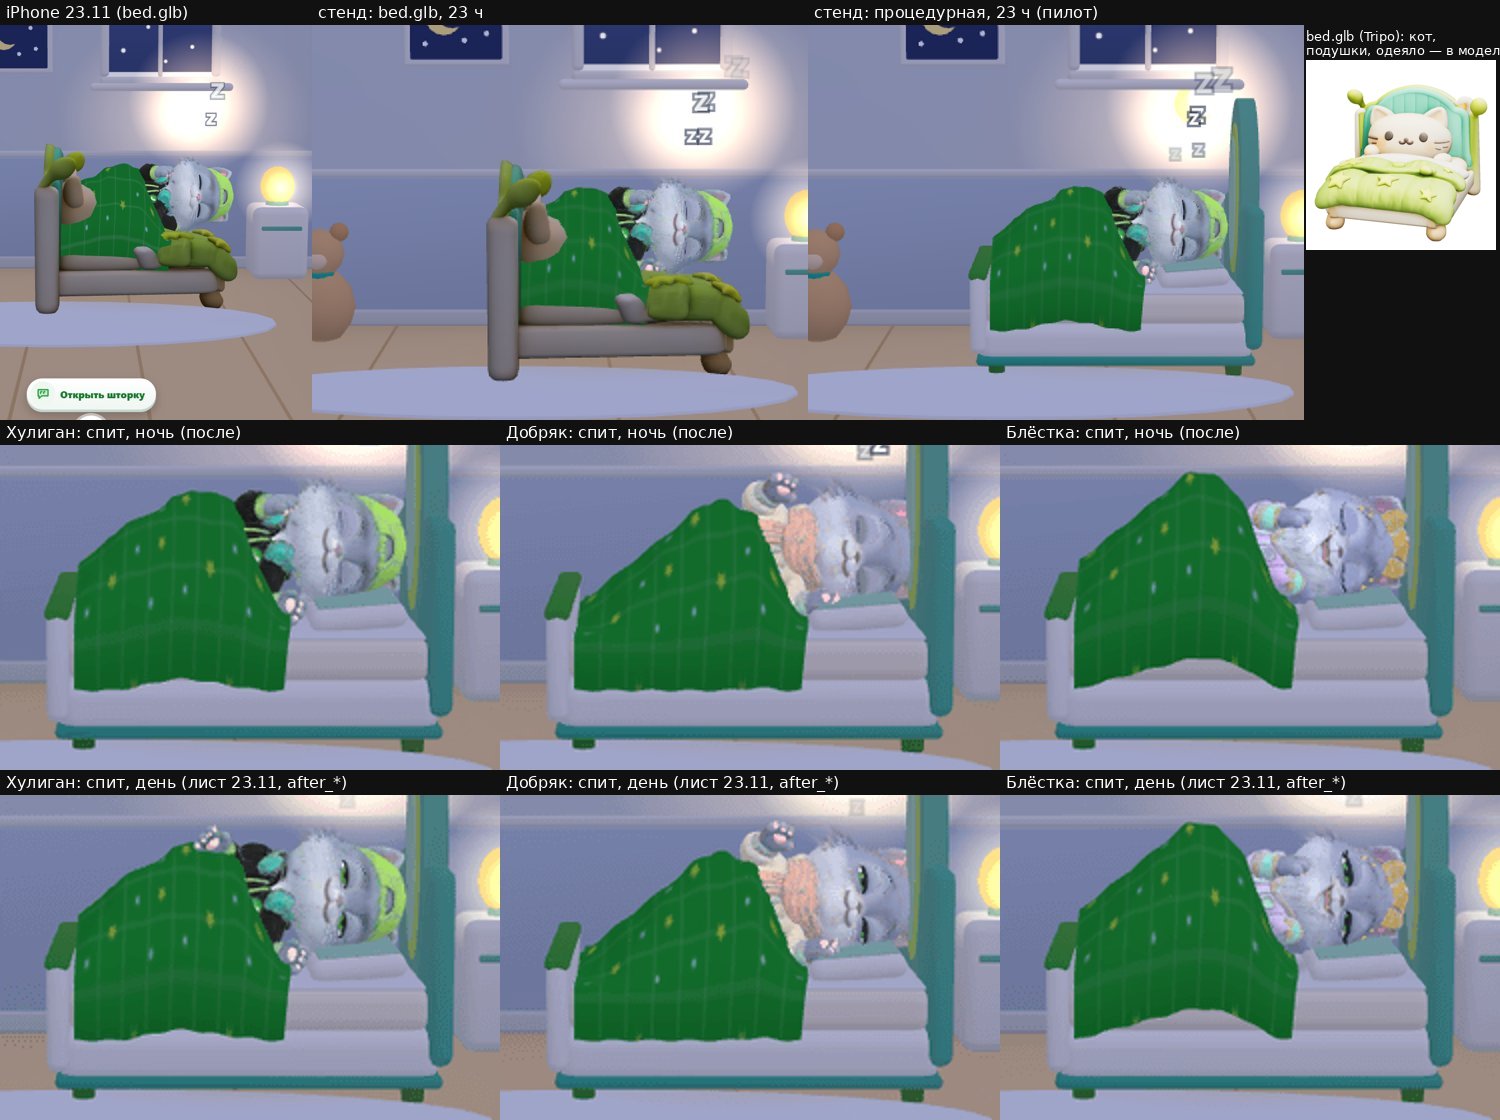 iPhone 23.11 (bed.glb)
стенд: bed.glb, 23 ч
стенд: процедурная, 23 ч (пилот)
bed.glb (Tripo): кот,
подушки, одеяло — в модел
z
z
z
z
zz
z
z
z
z
z
z
Открыть шторку
Хулиган: спит, ночь (после)
Добряк: спит, ночь (после)
Блёстка: спит, ночь (после)
z
z
Хулиган: спит, день (лист 23.11, after_*)
Добряк: спит, день (лист 23.11, after_*)
Блёстка: спит, день (лист 23.11, after_*)
z
z
z